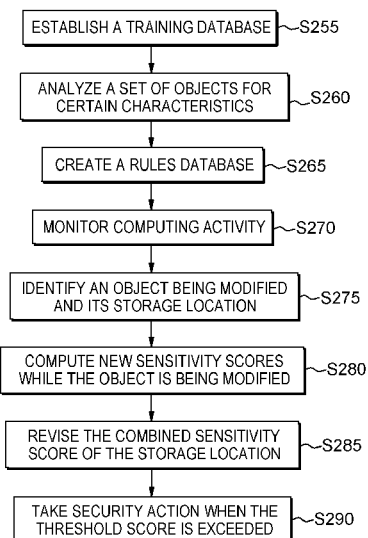 ESTABLISH A TRAINING DATABASE
S255
ANALYZE A SET OF OBJECTS FOR
CERTAIN CHARACTERISTICS
S260
CREATE A RULES DATABASE
S265
MONITOR COMPUTING ACTIVITY
S270
IDENTIFY AN OBJECT BEING MODIFIED
AND ITS STORAGE LOCATION
S275
COMPUTE NEW SENSITIVITY SCORES
WHILE THE OBJECT IS BEING MODIFIED
S280
REVISE THE COMBINED SENSITIVITY
SCORE OF THE STORAGE LOCATION
S285
TAKE SECURITY ACTION WHEN THE
THRESHOLD SCORE IS EXCEEDED
S290